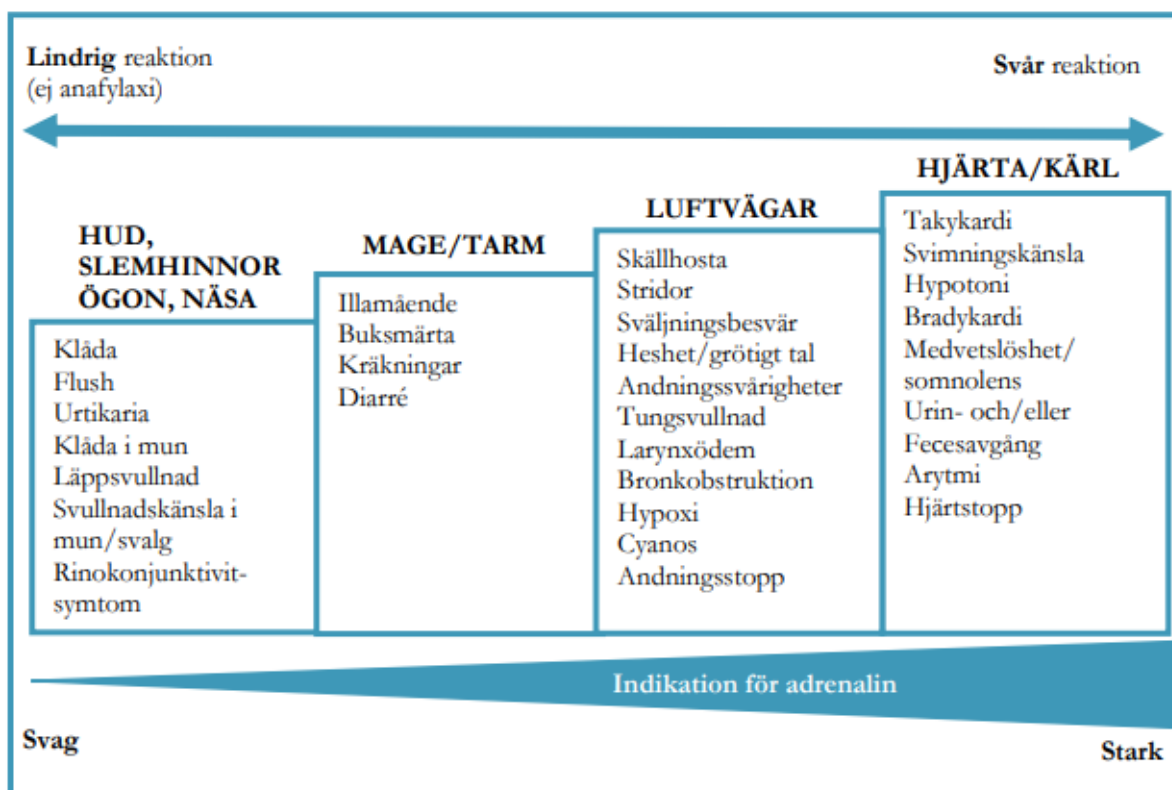 Lindrig reaktion
(ej anafylaxi)
Svår reaktion
HUD,
SLEMHINNOR
ÖGON, NÄSA
Klåda
Flush
Urtikaria
Klåda i mun
Läppsvullnad
Svullnadskänsla i
mun/svalg
Rinokonjunktivit-
symtom
MAGE/TARM
Illamående
Buksmärta
Kräkningar
Diarré
LUFTVÄGAR
Skällhosta
Stridor
Sväljningsbesvär
Heshet/grötigt tal
Andningssvårigheter
Tungsvullnad
Larynxödem
Bronkobstruktion
Hypoxi
Cyanos
Andningsstopp
HJÄRTA/KÄRL
Takykardi
Svimningskänsla
Hypotoni
Bradykardi
Medvetslöshet/
somnolens
Urin- och/eller
Fecesavgång
Arytmi
Hjärtstopp
Indikation för adrenalin
Svag
Stark